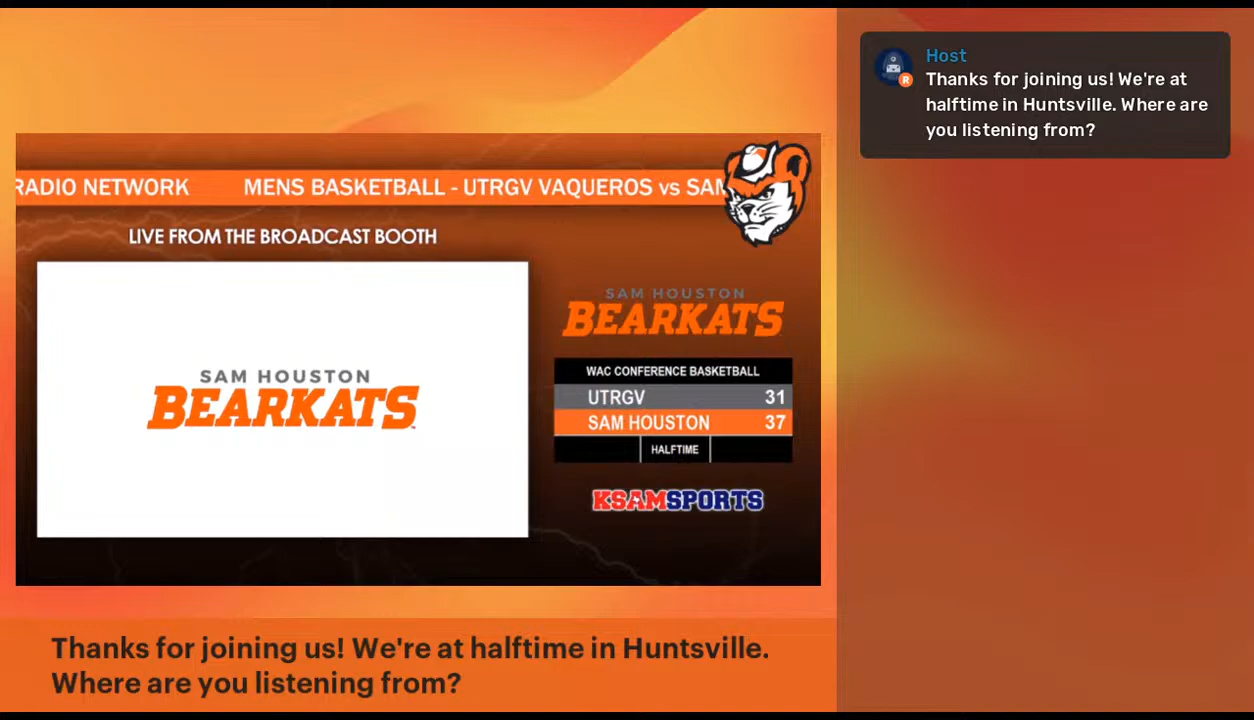 RADIO NETWORK MENS BASKETBALL - UTRGV VAQUEROS vs SAM
LIVE FROM THE BROADCAST BOOTH
SAM HOUSTON
BEARKATS
SAM HOUSTON
BEARKATS
WAC CONFERENCE BASKETBALL
UTRGV 31
SAM HOUSTON 37
HALFTIME
KSAMSPORTS
Thanks for joining us! We're at halftime in Huntsville.
Where are you listening from?
Host
R
Thanks for joining us! We're at
halftime in Huntsville. Where are
you listening from?